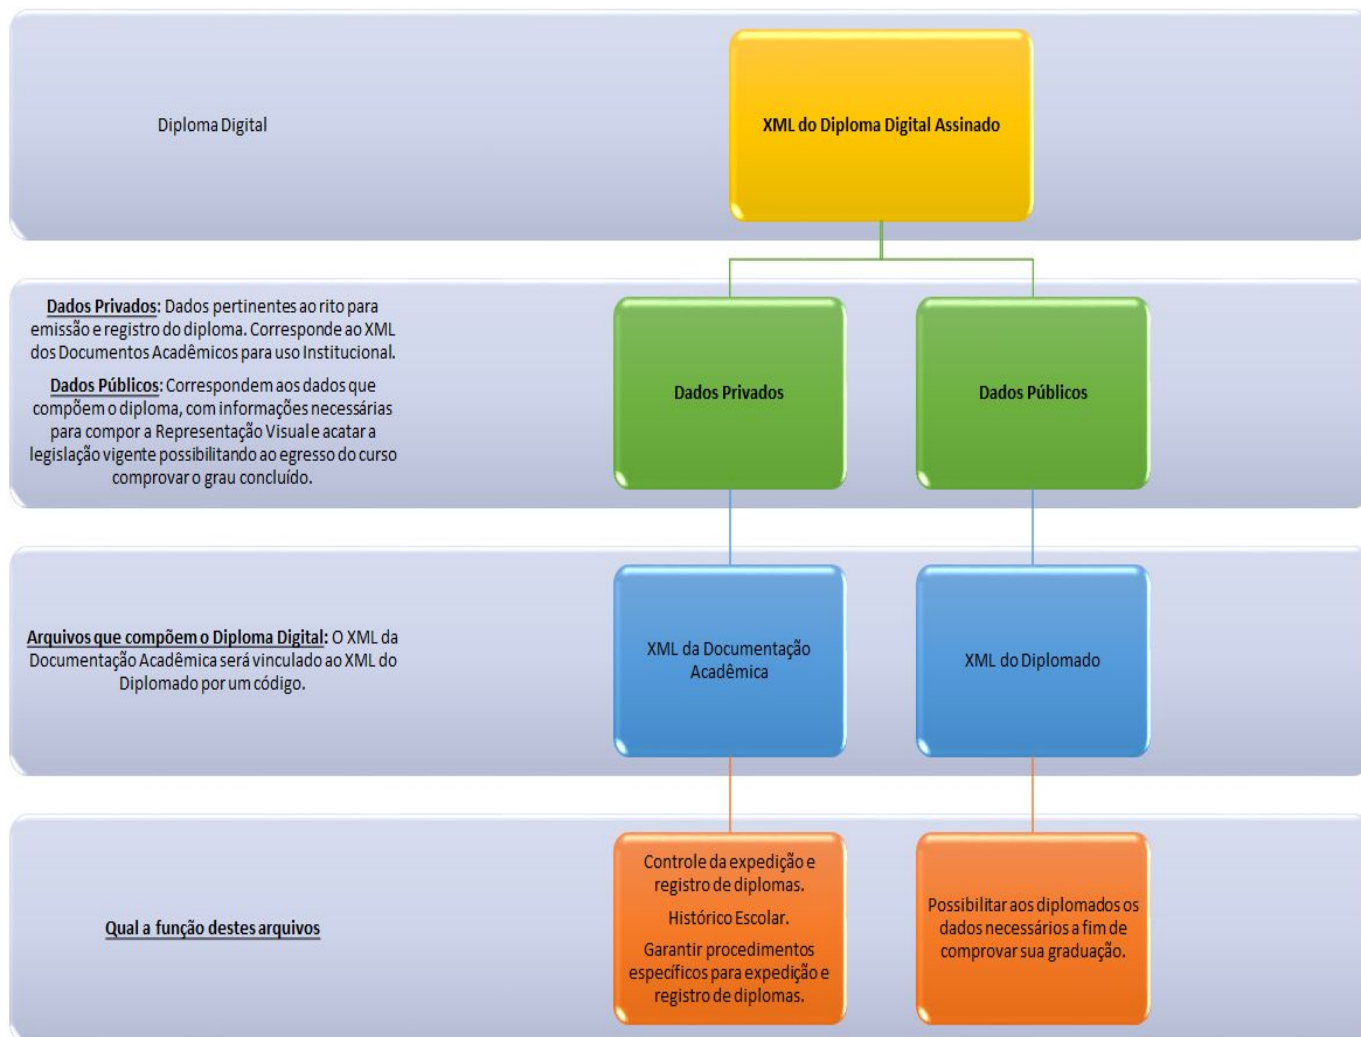 Diploma Digital
XML do Diploma Digital Assinado
Dados Privados: Dados pertinentes ao rito para
emissão e registro do diploma. Corresponde ao XML
dos Documentos Acadêmicos para uso Institucional.
Dados Públicos: Correspondem aos dados que
compõem o diploma, com informações necessárias
para compor a Representação Visual e acatar a
legislação vigente possibilitando ao egresso do curso
comprovar o grau concluído.
Dados Privados
Dados Públicos
Arquivos que compõem o Diploma Digital: O XML da
Documentação Acadêmica será vinculado ao XML do
Diplomado por um código.
XML da Documentação
Acadêmica
XML do Diplomado
Qual a função destes arquivos
Controle da expedição e
registro de diplomas.
Histórico Escolar.
Garantir procedimentos
específicos para expedição e
registro de diplomas.
Possibilitar aos diplomados os
dados necessários a fim de
comprovar sua graduação.